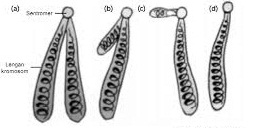 (a) (b) (c) (d)
Sentromer
Lengan
kromosom